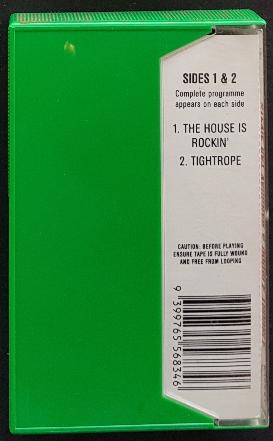 SIDES 1 & 2
Complete programme
appears on each side
1. THE HOUSE IS
ROCKIN'
2. TIGHTROPE
CAUTION: BEFORE PLAYING
ENSURE TAPE IS FULLY WOUND
AND FREE FROM LOOPING
9 399765 568346